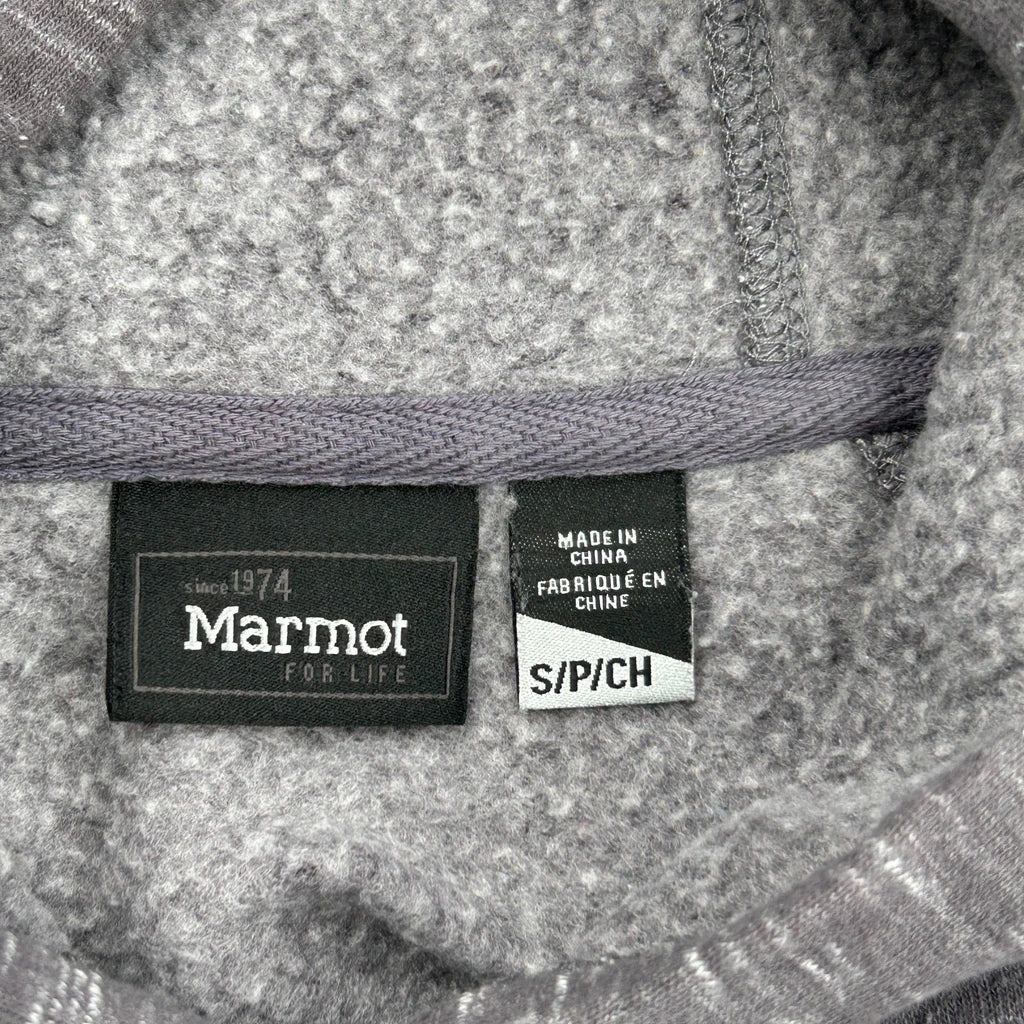 since 1974
Marmot
FOR LIFE
MADE IN
CHINA
FABRIQUÉ EN
CHINE
S/P/CH